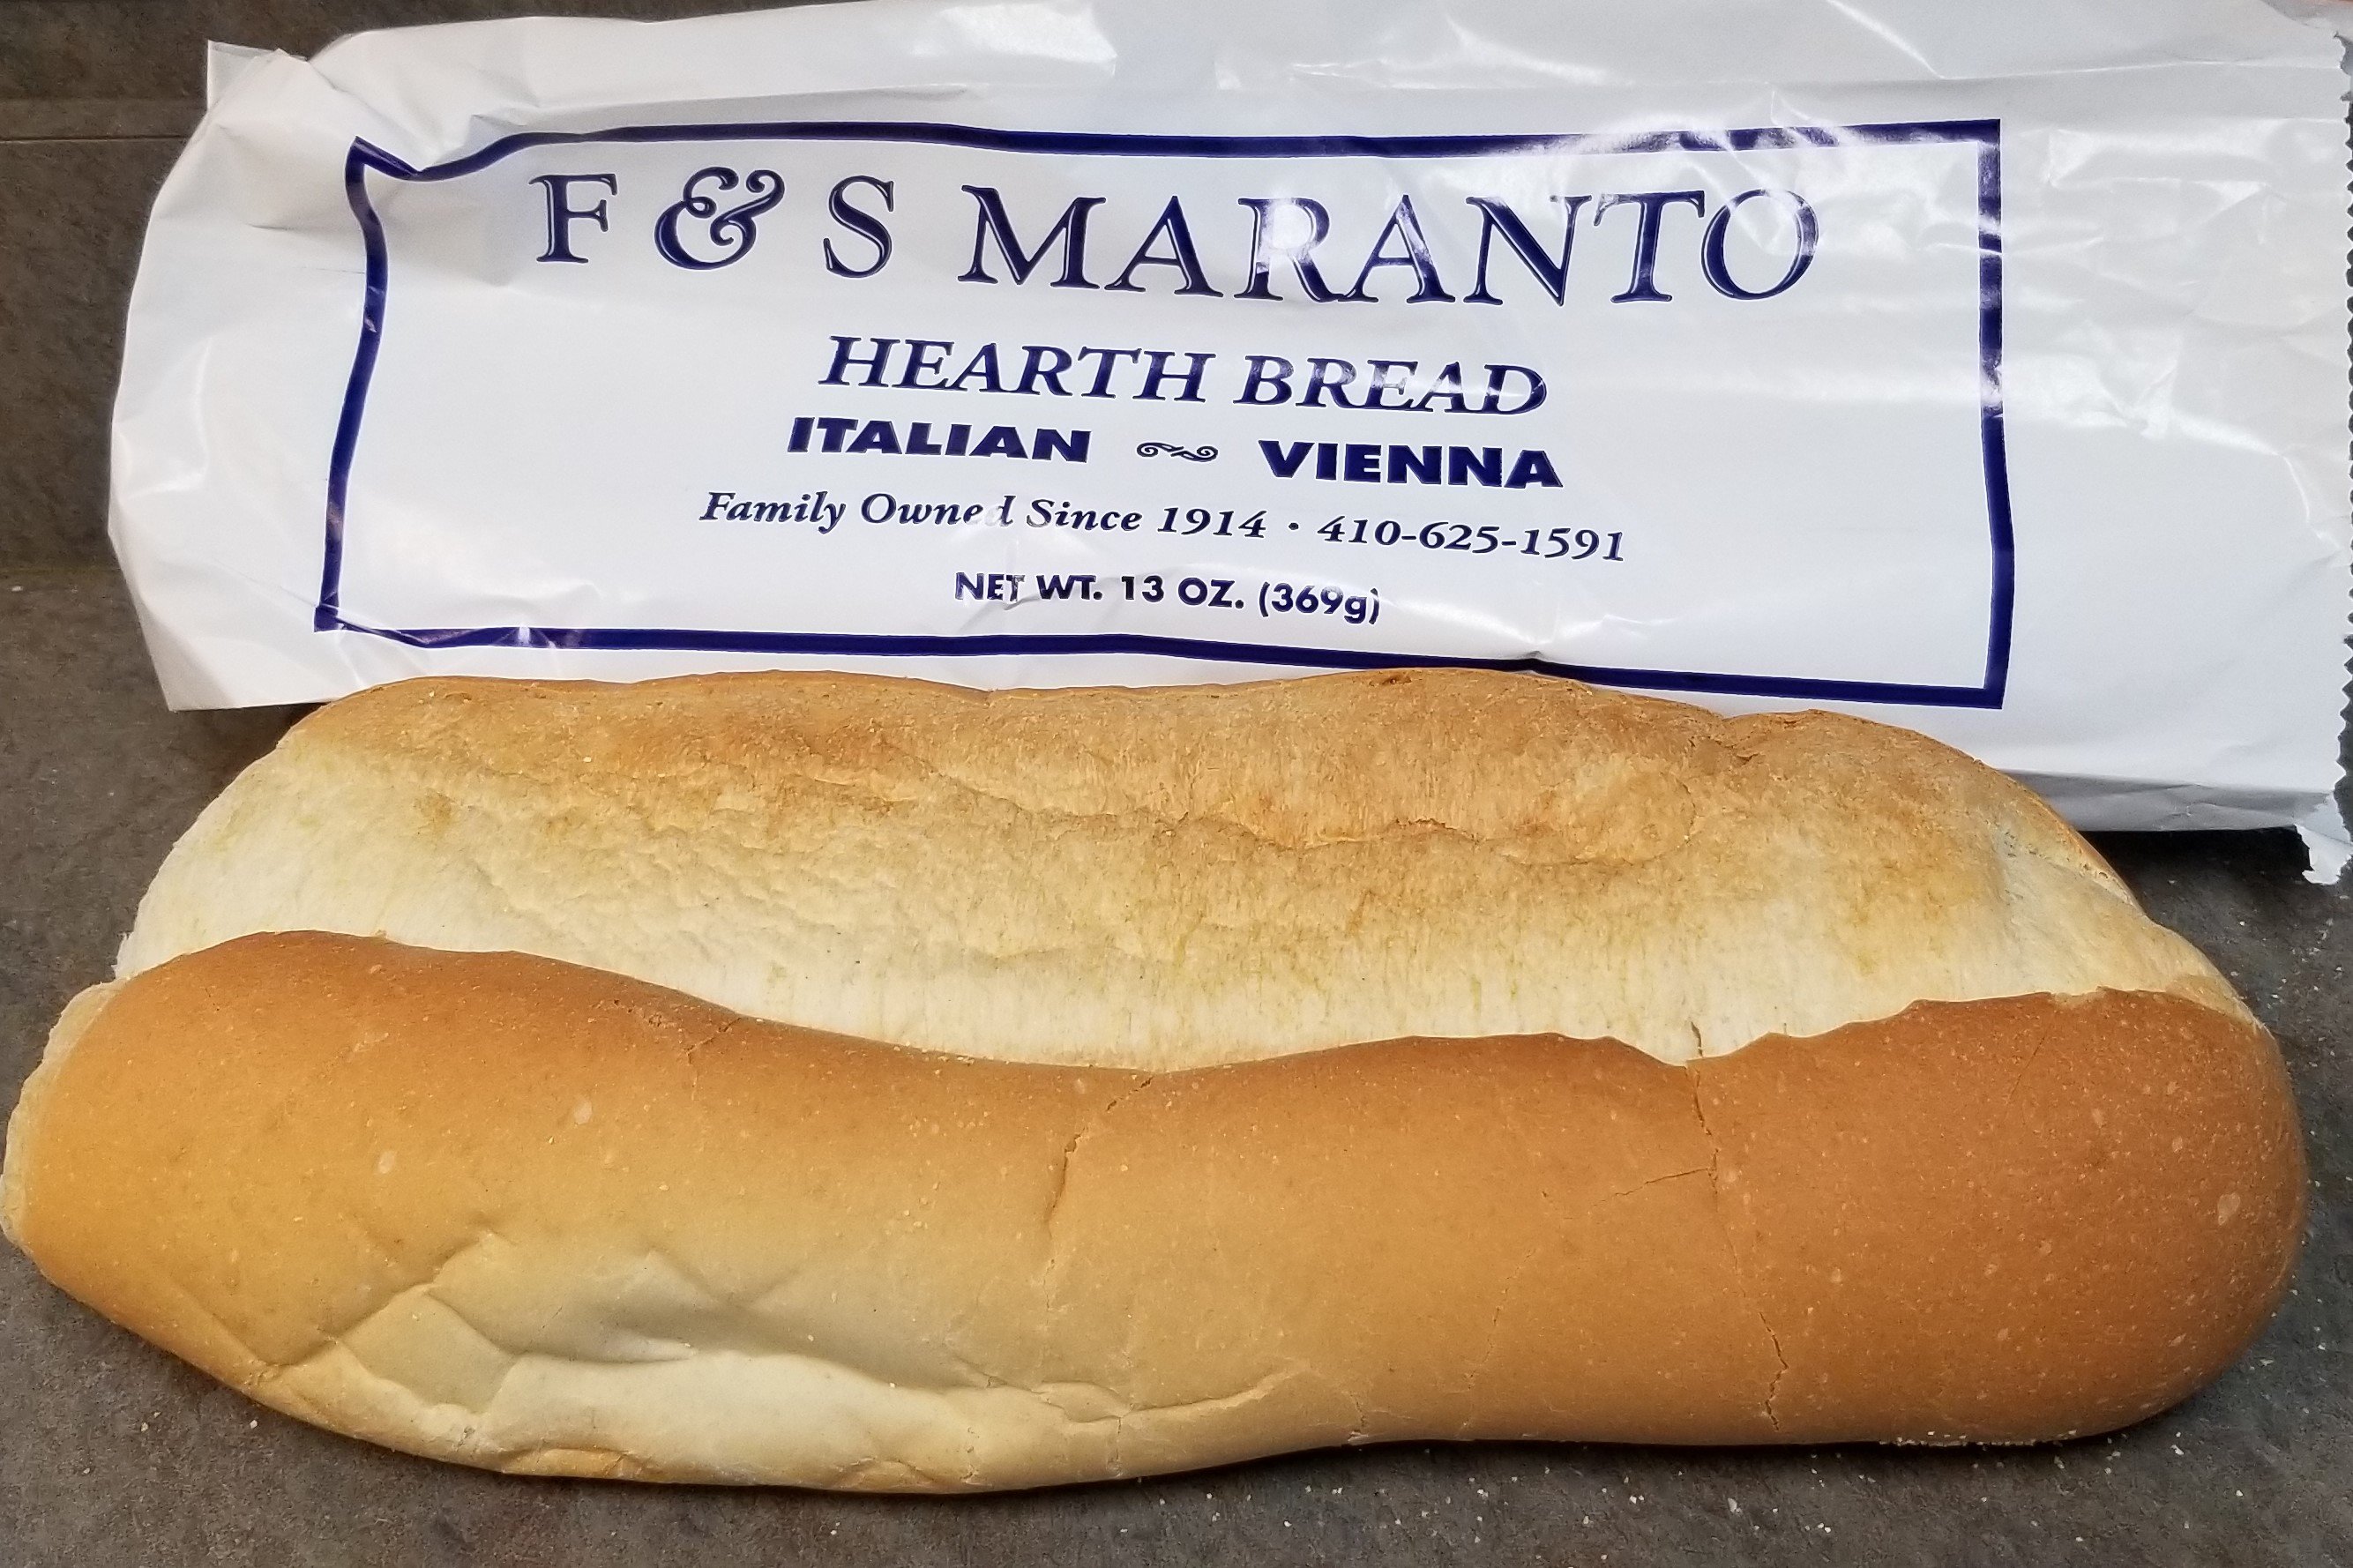 F & S MARANTO
HEARTH BREAD
ITALIAN VIENNA
Family Owned Since 1914 · 410-625-1591
NET WT. 13 OZ. (369g)